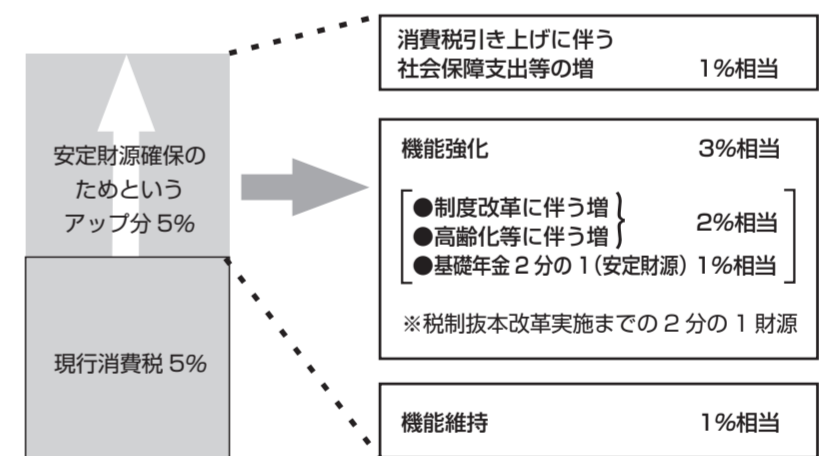 安定財源確保の
ためという
アップ分5%
現行消費税5%
消費税引き上げに伴う
社会保障支出等の増 1%相当
機能強化 3%相当
●制度改革に伴う増
●高齢化等に伴う増
2%相当
●基礎年金2分の1(安定財源) 1%相当
※税制抜本改革実施までの2分の1財源
機能維持 1%相当